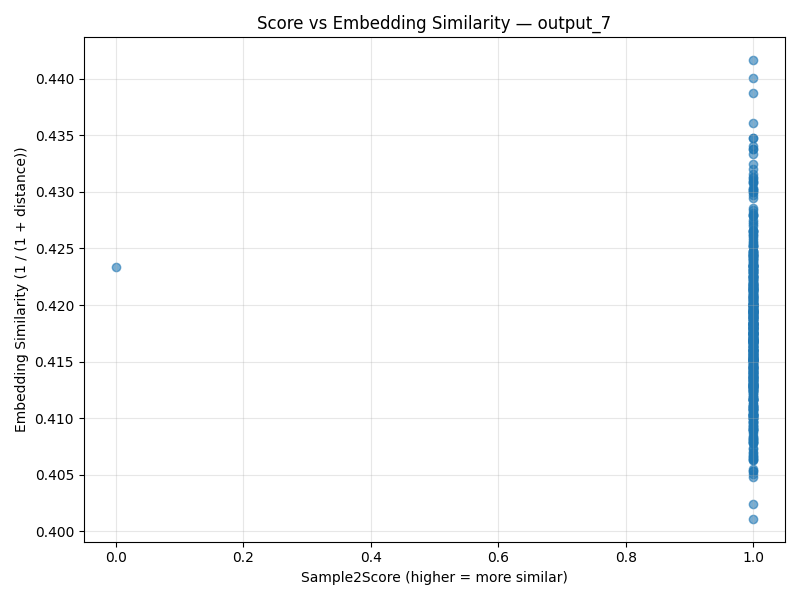 Score vs Embedding Similarity — output_7
Embedding Similarity (1 / (1 + distance))
0.440
0.435
0.430
0.425
0.420
0.415
0.410
0.405
0.400
0.0 0.2 0.4 0.6 0.8 1.0
Sample2Score (higher = more similar)